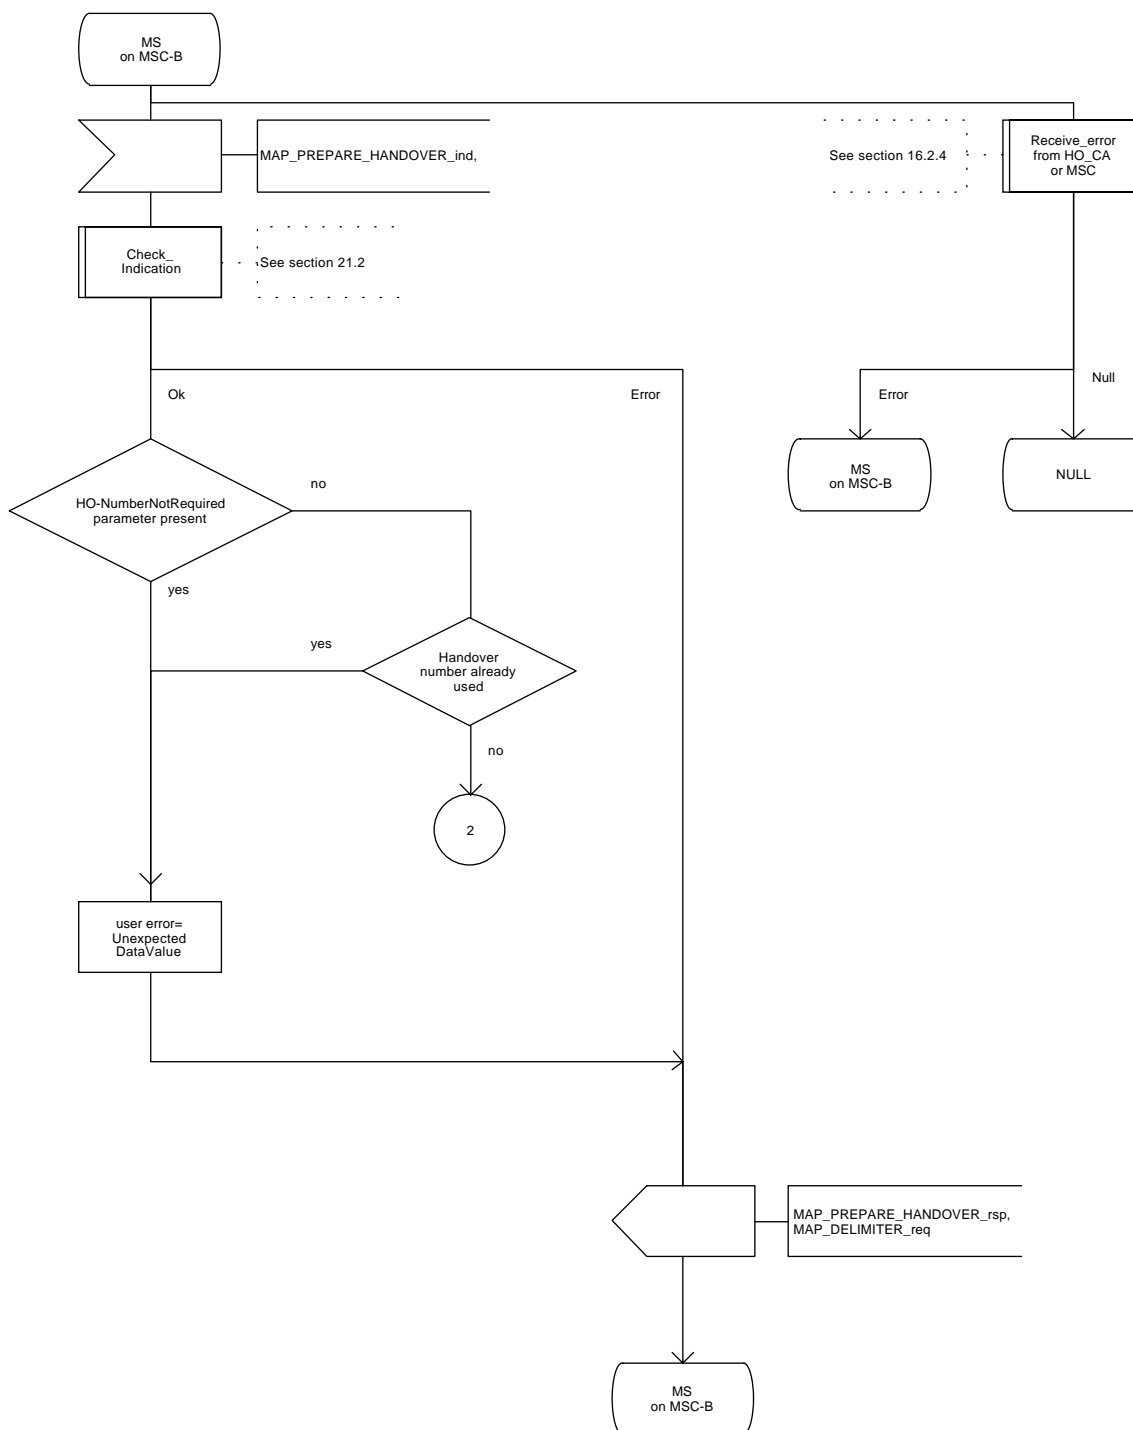 MS
on MSC-B
MAP_PREPARE_HANDOVER_ind,
See section 16.2.4
Receive_error
from HO_CA
or MSC
Check_
Indication
See section 21.2
Ok
Error
Error
Null
MS
on MSC-B
NULL
HO-NumberNotRequired
parameter present
no
yes
yes
Handover
number already
used
no
2
user error=
Unexpected
DataValue
MAP_PREPARE_HANDOVER_rsp,
MAP_DELIMITER_req
MS
on MSC-B